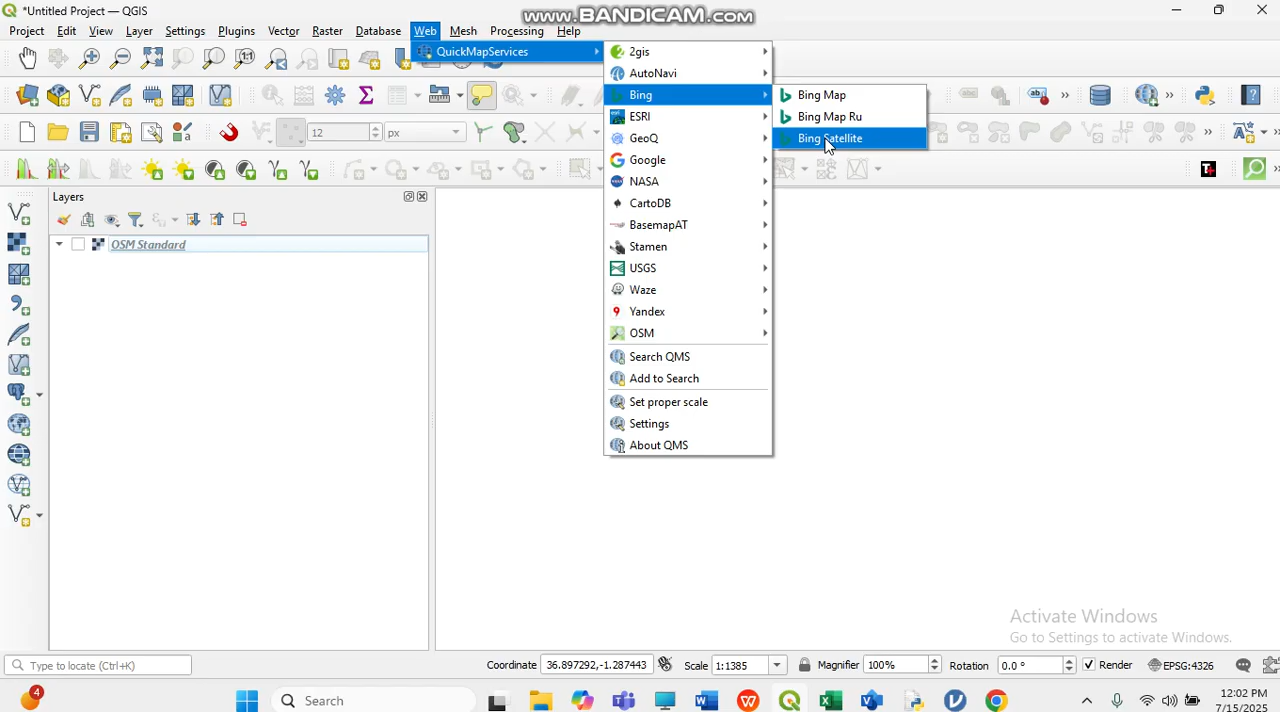 *Untitled Project — QGIS
www.BANDICAM.com
Project Edit View Layer Settings Plugins Vector Raster Database Web Mesh Processing Help
QuickMapServices
2gis
AutoNavi
Bing
Bing Map
ESRI
Bing Map Ru
GeoQ
Bing Satellite
12
px
Google
NASA
CartoDB
BasemapAT
Stamen
USGS
Waze
Yandex
OSM
Search QMS
Add to Search
Set proper scale
Settings
About QMS
Layers
OSM Standard
Activate Windows
Go to Settings to activate Windows.
Type to locate (Ctrl+K)
Coordinate 36.897292,-1.287443 Scale 1:1385 Magnifier 100% Rotation 0.0 ° Render EPSG:4326
4
Search
12:02 PM
7/15/2025